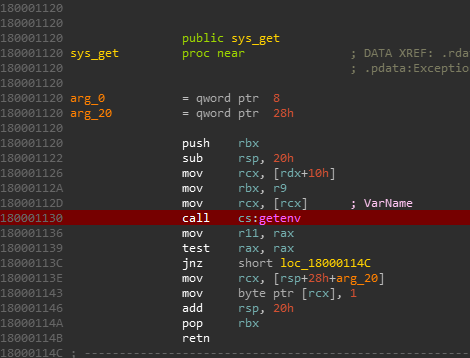 180001120
180001120
180001120 public sys_get
180001120 sys_get proc near ; DATA XREF: .rda
180001120 ; .pdata:Exceptio
180001120
180001120 arg_0 = qword ptr 8
180001120 arg_20 = qword ptr 28h
180001120
180001120 push rbx
180001122 sub rsp, 20h
180001126 mov rcx, [rdx+10h]
18000112A mov rbx, r9
18000112D mov rcx, [rcx] ; VarName
180001130 call cs:getenv
180001136 mov r11, rax
180001139 test rax, rax
18000113C jnz short loc_18000114C
18000113E mov rcx, [rsp+28h+arg_20]
180001143 mov byte ptr [rcx], 1
180001146 add rsp, 20h
18000114A pop rbx
18000114B retn
18000114C ; ---------------------------------------------